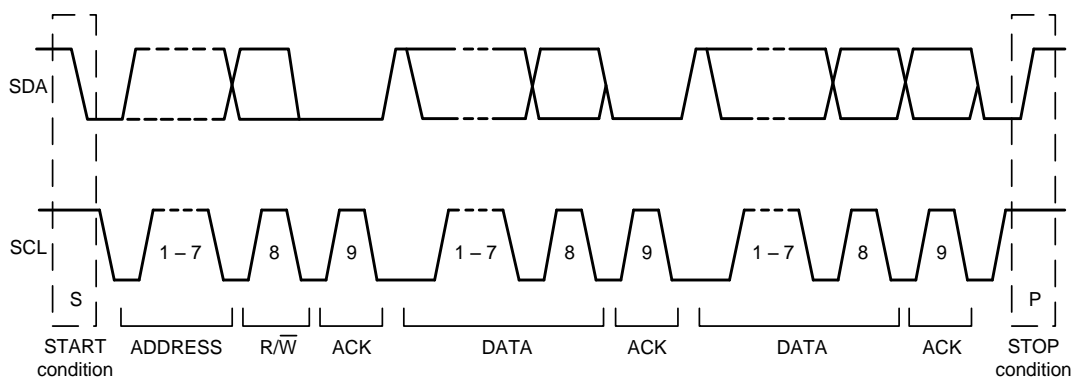 SDA
SCL
1 – 7
8
9
1 – 7
8
9
1 – 7
8
9
S
P
START
condition
ADDRESS
R/W̅
ACK
DATA
ACK
DATA
ACK
STOP
condition